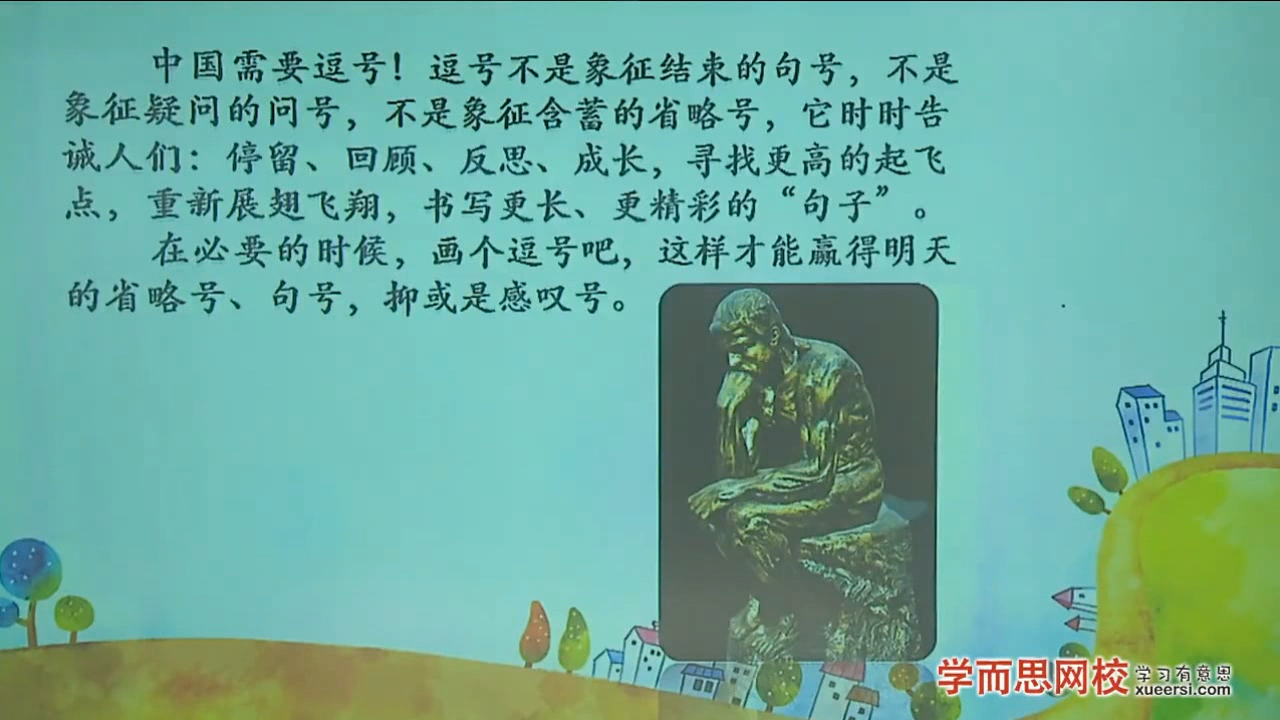 中国需要逗号！逗号不是象征结束的句号，不是
象征疑问的问号，不是象征含蓄的省略号，它时时告
诫人们：停留、回顾、反思、成长，寻找更高的起飞
点，重新展翅飞翔，书写更长、更精彩的“句子”。
在必要的时候，画个逗号吧，这样才能赢得明天
的省略号、句号，抑或是感叹号。
学而思网校 学习有意思
xueersi.com